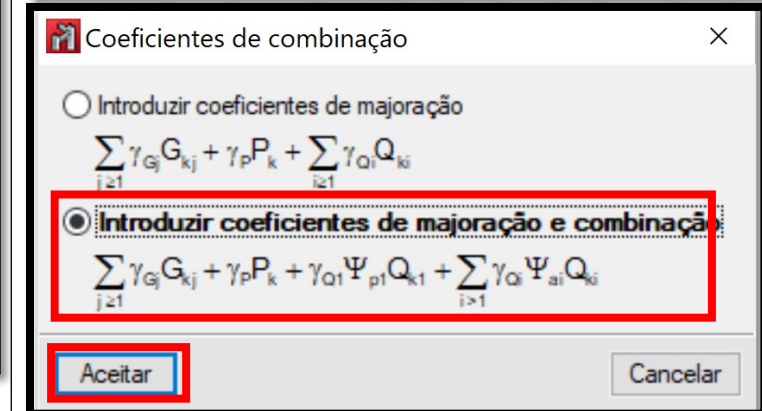 Coeficientes de combinação
Introduzir coeficientes de majoração
∑ j ≥1 γGjGkj + γPPk + ∑ i≥1 γQiQki
Introduzir coeficientes de majoração e combinação
∑ j ≥1 γGjGkj + γPPk + γQ1Ψp1Qk1 + ∑ i>1 γQiΨaiQki
Aceitar Cancelar